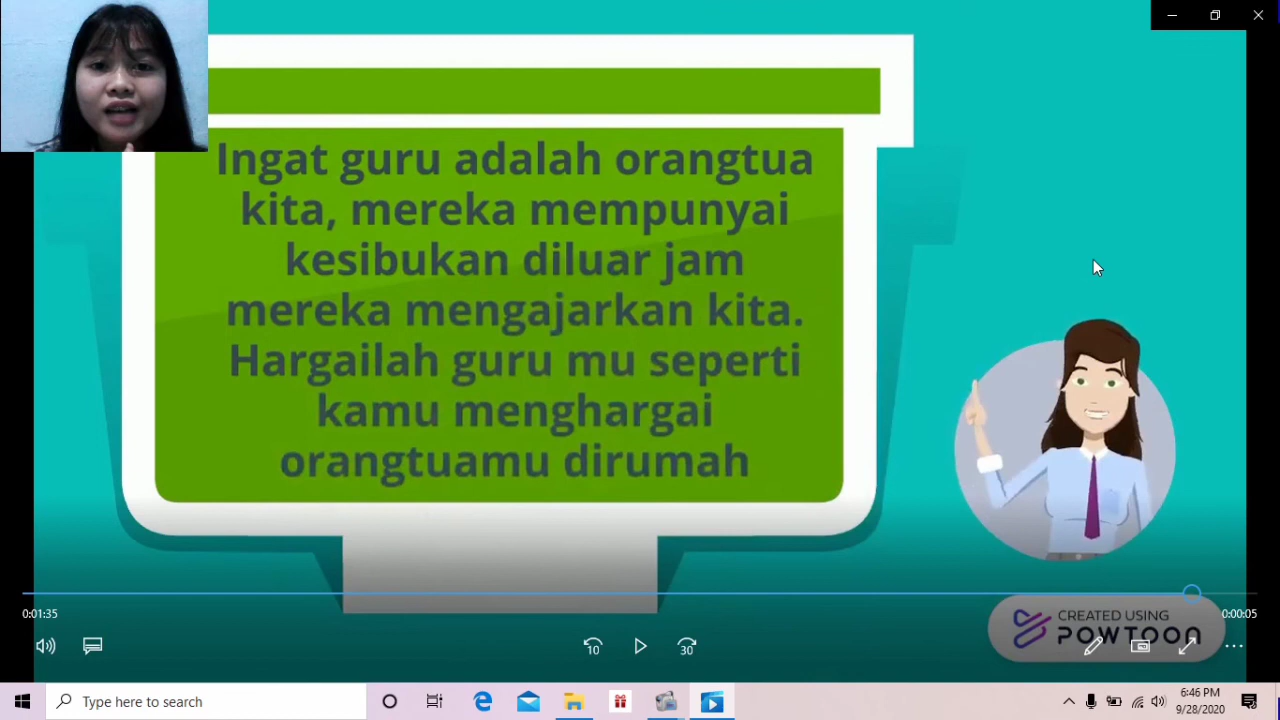 Ingat guru adalah orangtua
kita, mereka mempunyai
kesibukan diluar jam
mereka mengajarkan kita.
Hargailah guru mu seperti
kamu menghargai
orangtuamu dirumah
0:01:35
0:00:05
CREATED USING
POWTOON
10
30
Type here to search
6:46 PM
9/28/2020